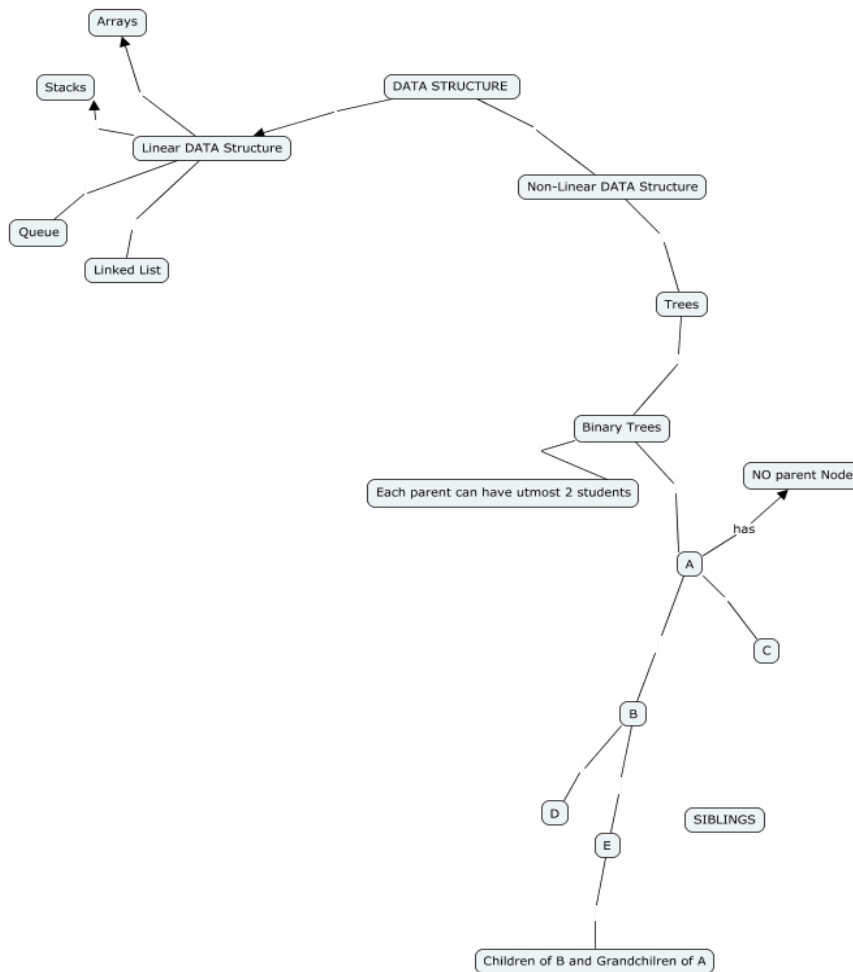 Arrays
Stacks
DATA STRUCTURE
Linear DATA Structure
Non-Linear DATA Structure
Queue
Linked List
Trees
Binary Trees
Each parent can have utmost 2 students
NO parent Node
has
A
C
B
D
SIBLINGS
E
Children of B and Grandchilren of A